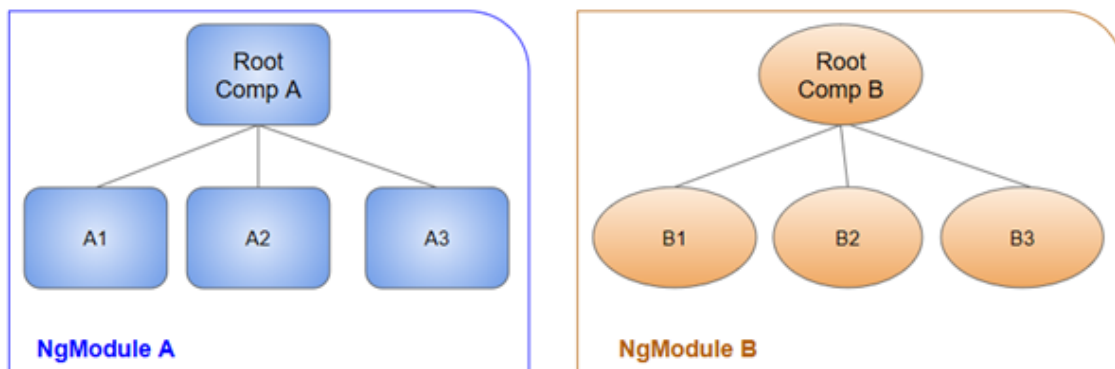 Root
Comp A
A1
A2
A3
NgModule A
Root
Comp B
B1
B2
B3
NgModule B